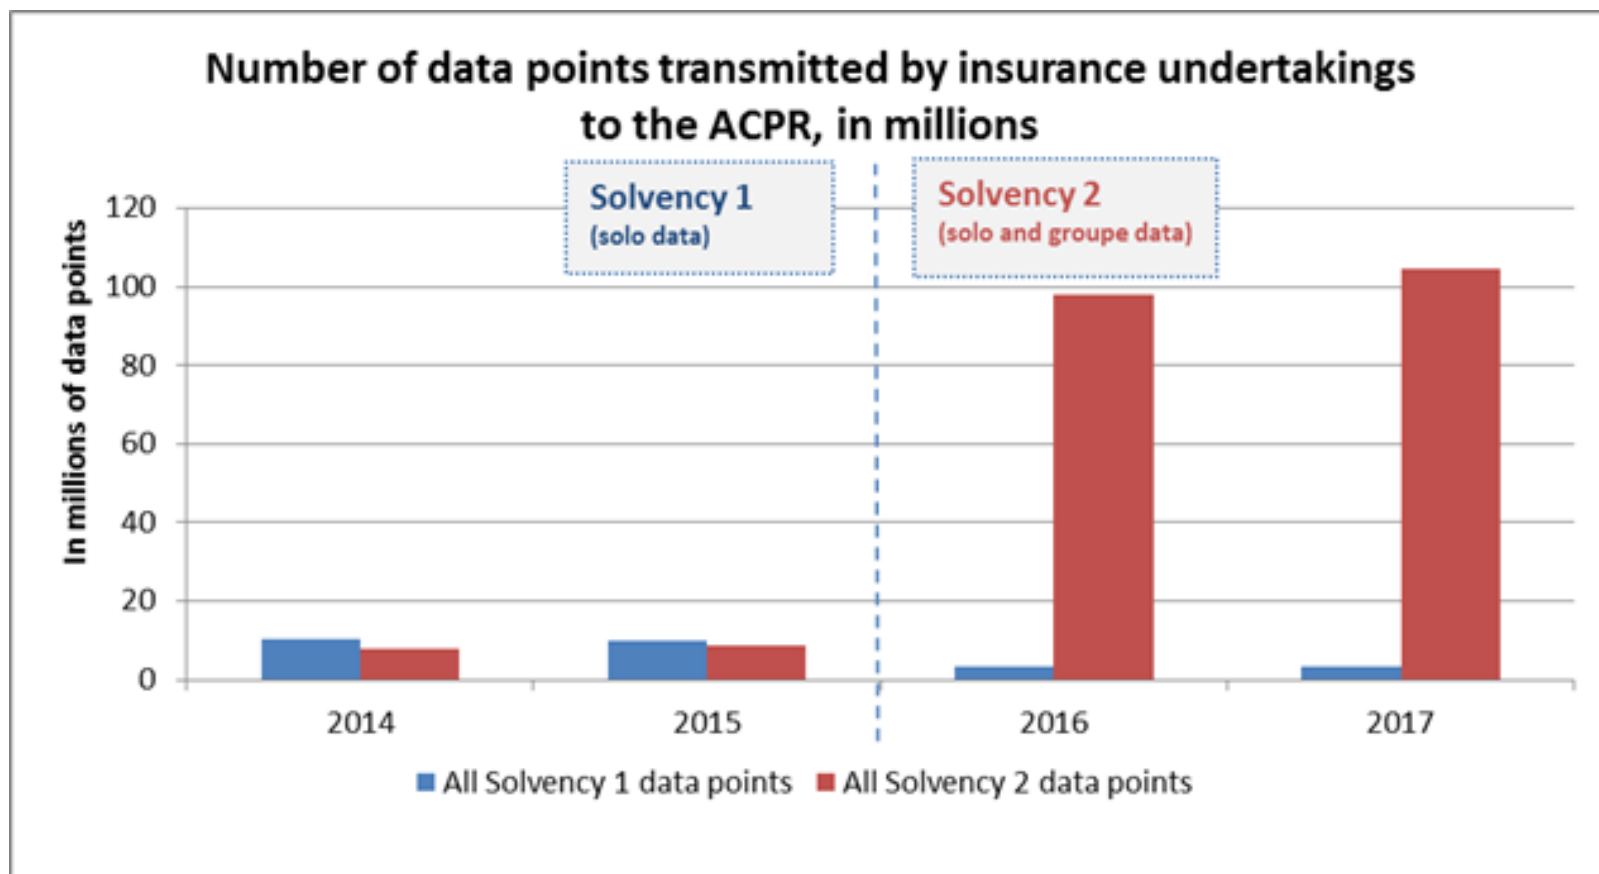 Number of data points transmitted by insurance undertakings
to the ACPR, in millions
Solvency 1
(solo data)
Solvency 2
(solo and groupe data)
In millions of data points
120
100
80
60
40
20
0
2014
2015
2016
2017
All Solvency 1 data points
All Solvency 2 data points